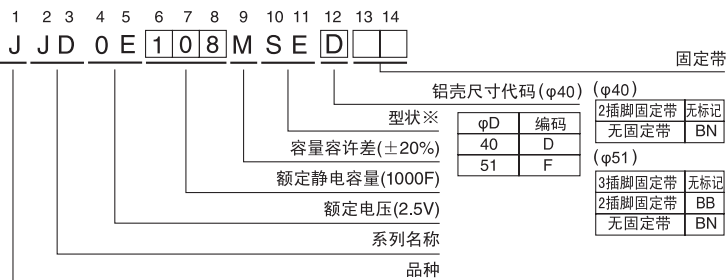 1 2 3 4 5 6 7 8 9 10 11 12 13 14
J J D 0 E 1 0 8 M S E D
固定带
铝壳尺寸代码(φ40)
(φ40)
2插脚固定带 无标记
无固定带 BN
型状※
φD 编码
40 D
51 F
容量容许差(±20%)
(φ51)
3插脚固定带 无标记
2插脚固定带 BB
无固定带 BN
额定静电容量(1000F)
额定电压(2.5V)
系列名称
品种